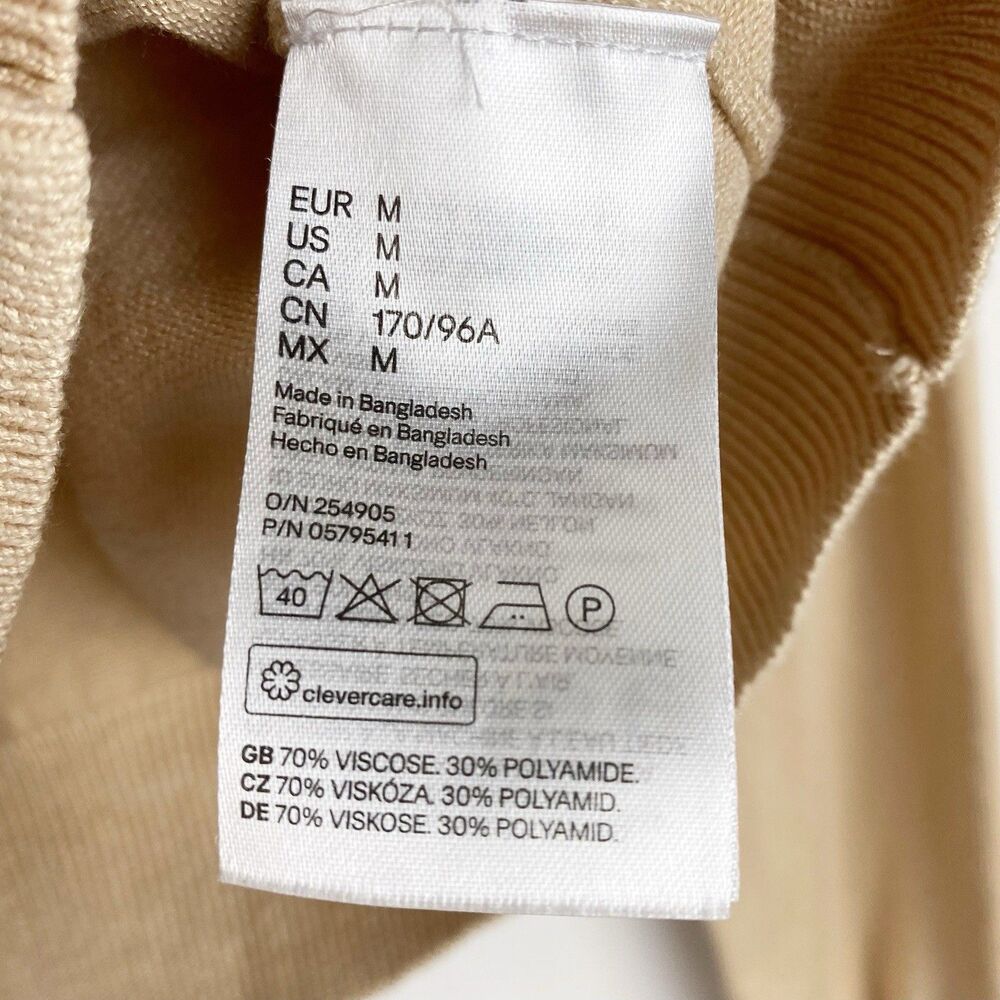 EUR M
US M
CA M
CN 170/96A
MX M
Made in Bangladesh
Fabriqué en Bangladesh
Hecho en Bangladesh
O/N 254905
P/N 05795411
40 P
clevercare.info
GB 70% VISCOSE. 30% POLYAMIDE.
CZ 70% VISKÓZA. 30% POLYAMID.
DE 70% VISKOSE. 30% POLYAMID.